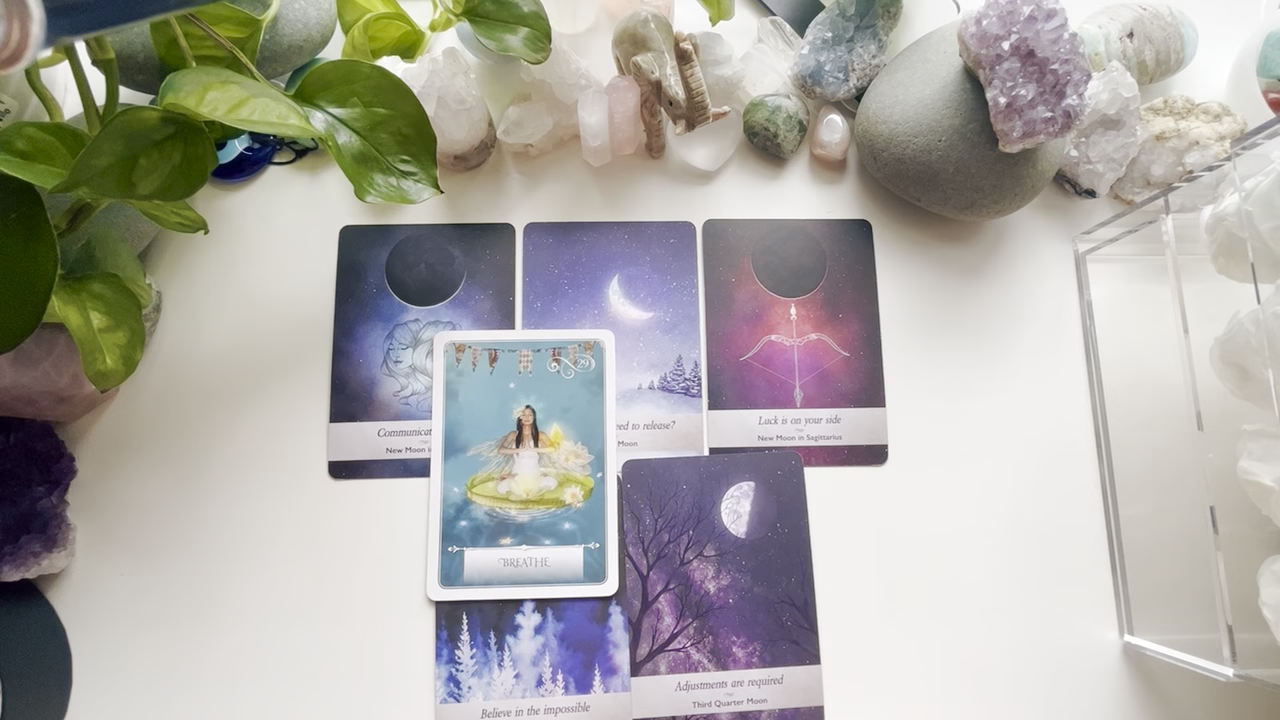 Communicat
New Moon i
eed to release?
Moon
Luck is on your side
New Moon in Sagittarius
29
BREATHE
Believe in the impossible
Adjustments are required
Third Quarter Moon